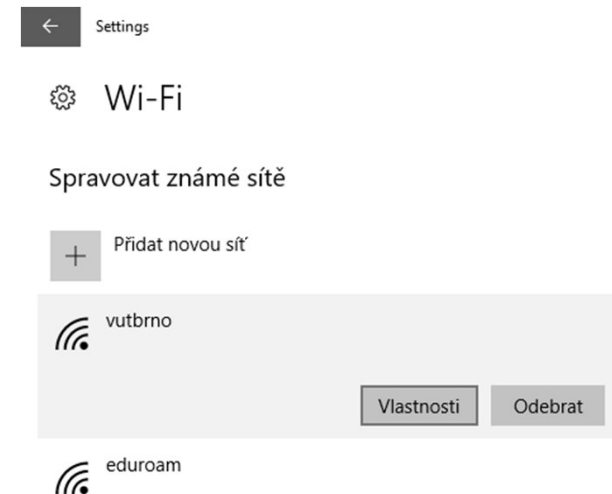 Settings
Wi-Fi
Spravovat známé sítě
Přidat novou síť
vutbrno
Vlastnosti Odebrat
eduroam